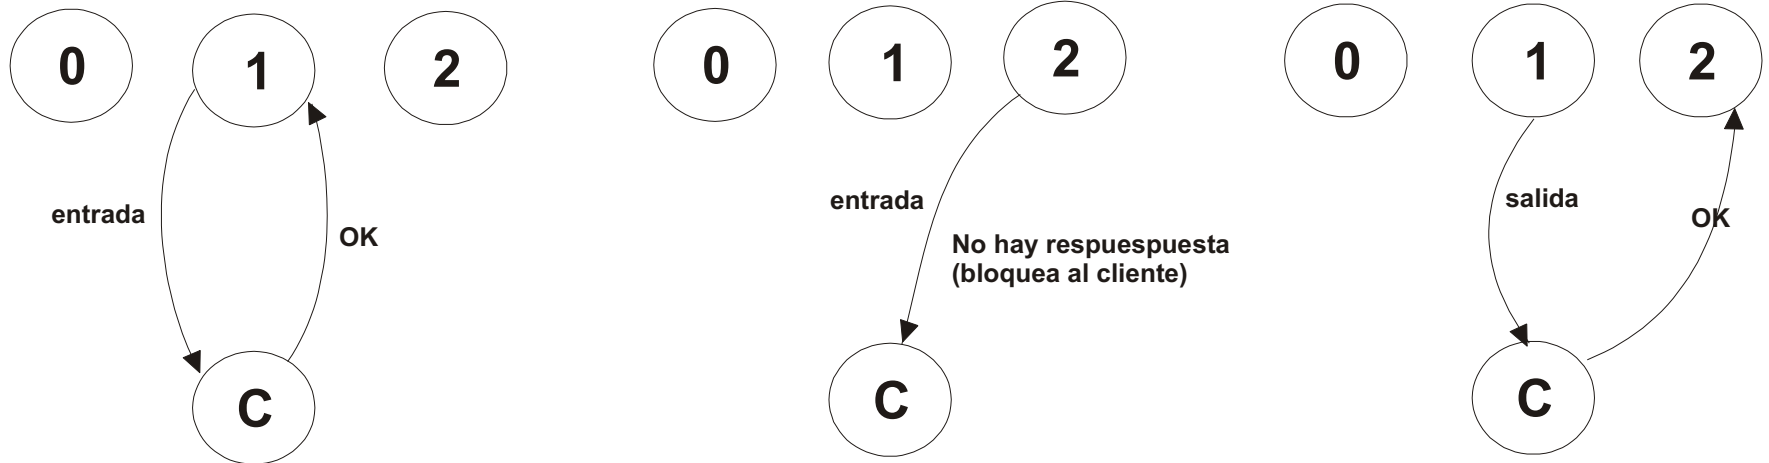 0 1 2
entrada
OK
C
0 1 2
entrada
No hay respuespuesta
(bloquea al cliente)
C
0 1 2
salida
OK
C